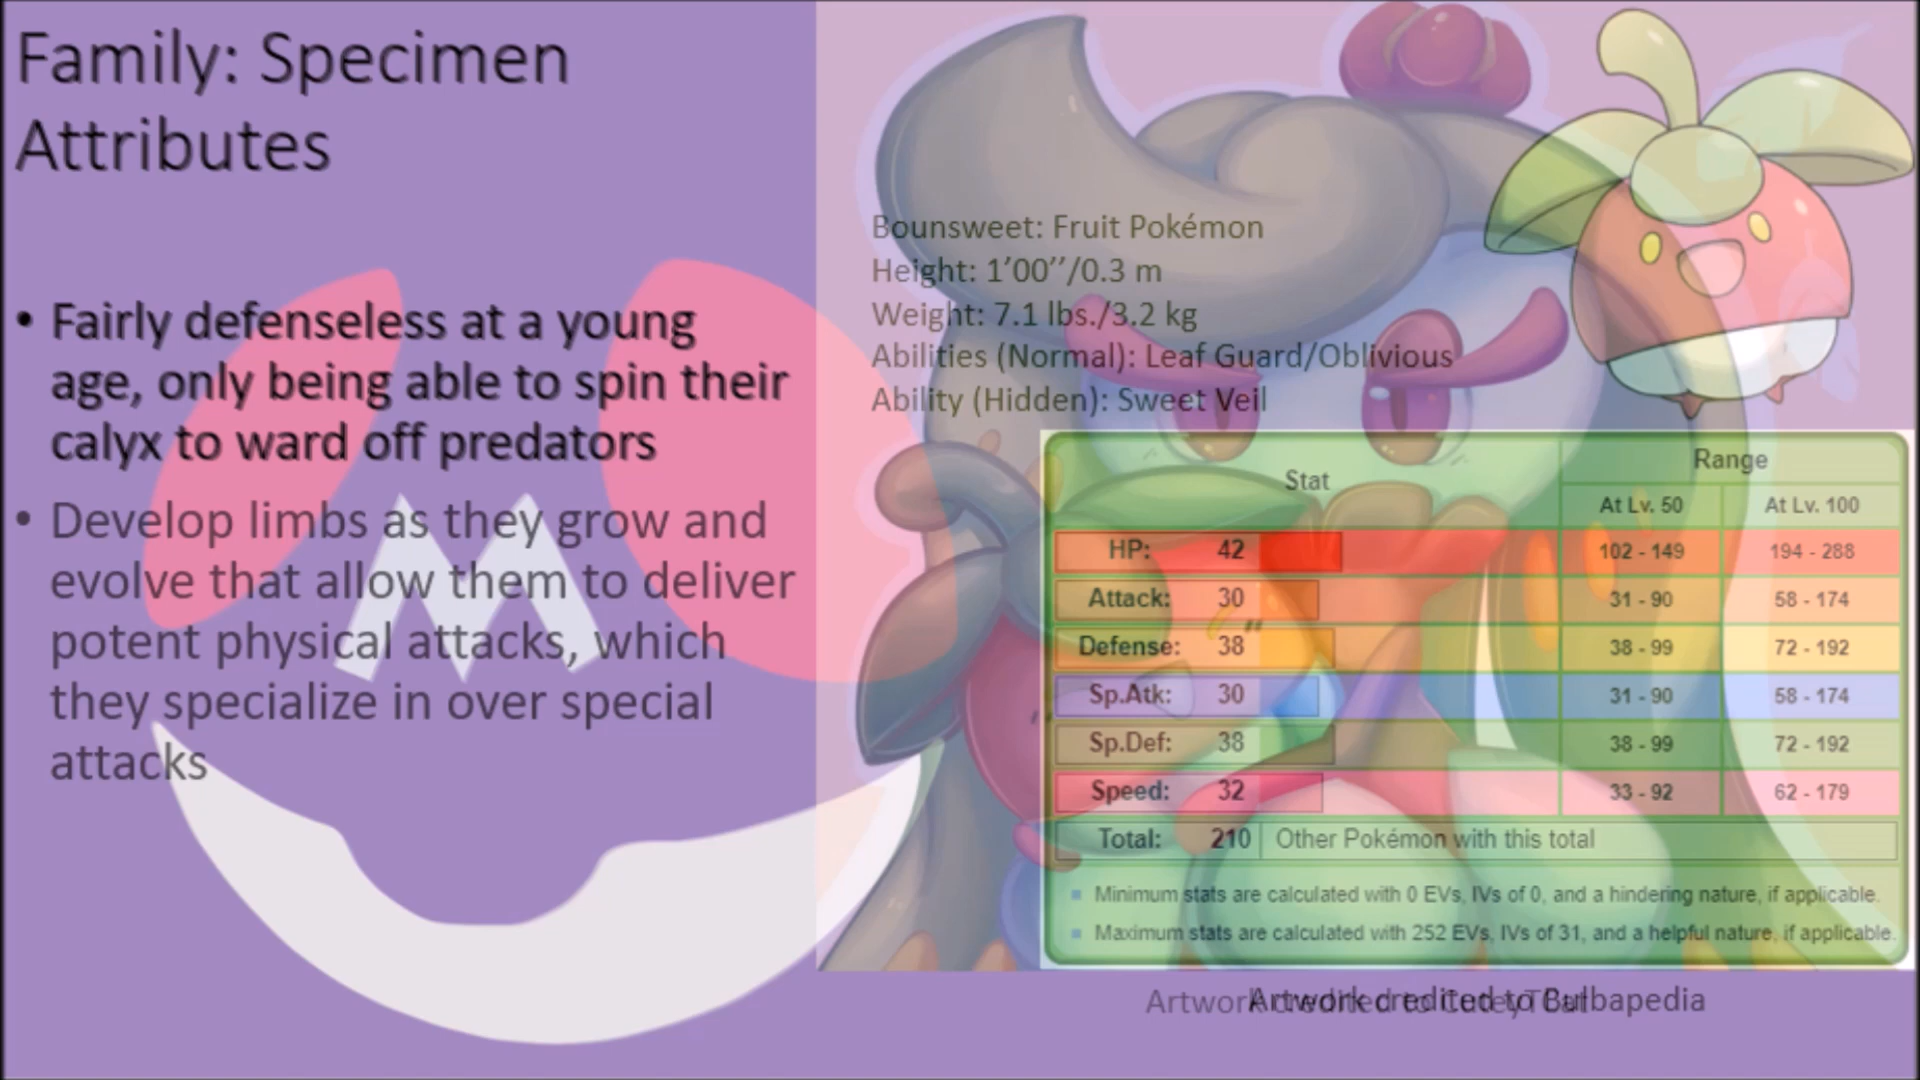 Family: Specimen
Attributes
• Fairly defenseless at a young
age, only being able to spin their
calyx to ward off predators
• Develop limbs as they grow and
evolve that allow them to deliver
potent physical attacks, which
they specialize in over special
attacks
Bounsweet: Fruit Pokémon
Height: 1’00’’/0.3 m
Weight: 7.1 lbs./3.2 kg
Abilities (Normal): Leaf Guard/Oblivious
Ability (Hidden): Sweet Veil
Stat Range
At Lv. 50 At Lv. 100
HP: 42 102 - 149 194 - 288
Attack: 30 31 - 90 58 - 174
Defense: 38 38 - 99 72 - 192
Sp.Atk: 30 31 - 90 58 - 174
Sp.Def: 38 38 - 99 72 - 192
Speed: 32 33 - 92 62 - 179
Total: 210 Other Pokémon with this total
Minimum stats are calculated with 0 EVs, IVs of 0, and a hindering nature, if applicable.
Maximum stats are calculated with 252 EVs, IVs of 31, and a helpful nature, if applicable.
Artwork credited to Bulbapedia
Artwork credited to